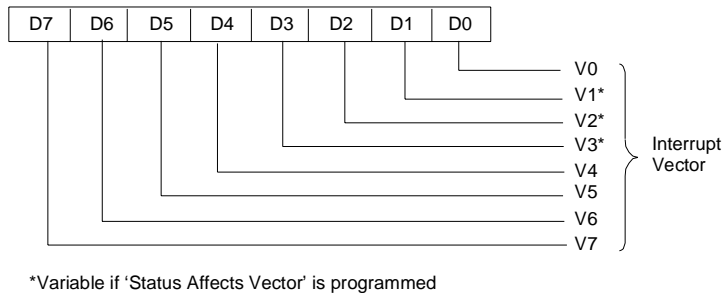 D7 D6 D5 D4 D3 D2 D1 D0
V0
V1*
V2*
V3*
V4
V5
V6
V7
Interrupt
Vector
*Variable if ‘Status Affects Vector’ is programmed